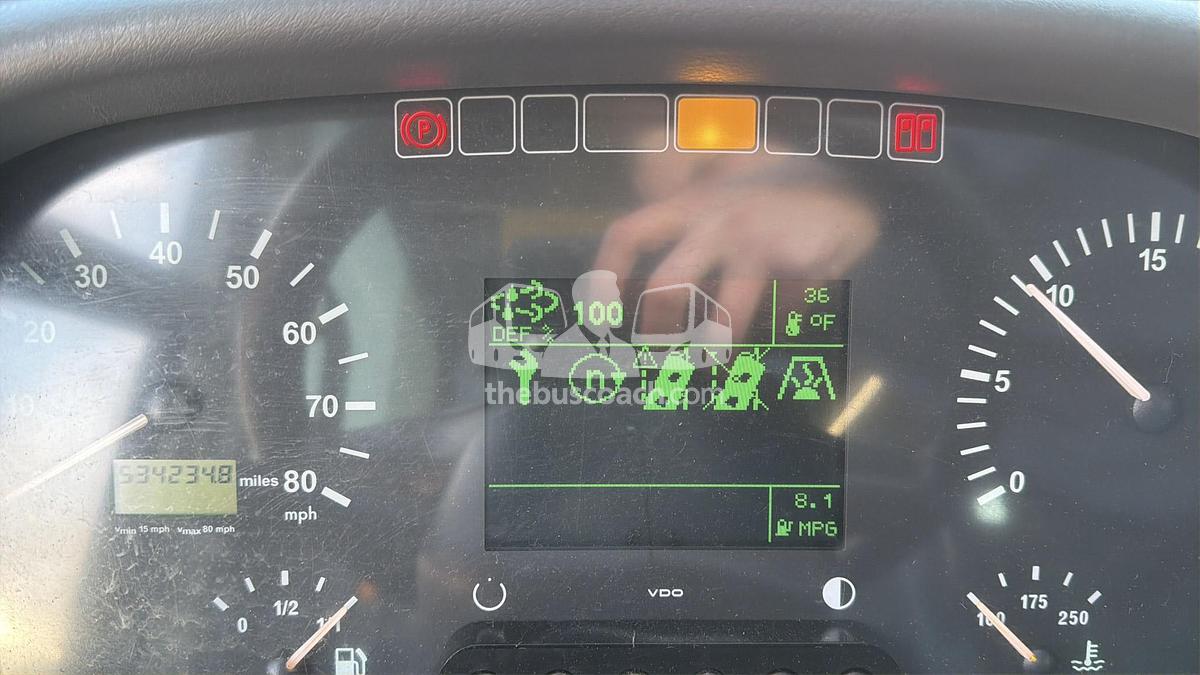 P
30
40
50
20
60
70
80
mph
534234.8 miles
vmin 15 mph vmax 80 mph
0
1/2
1/1
100
DEF %
36
°F
n
thebuscoach.com
8.1
MPG
VDO
15
10
5
0
100
175
250